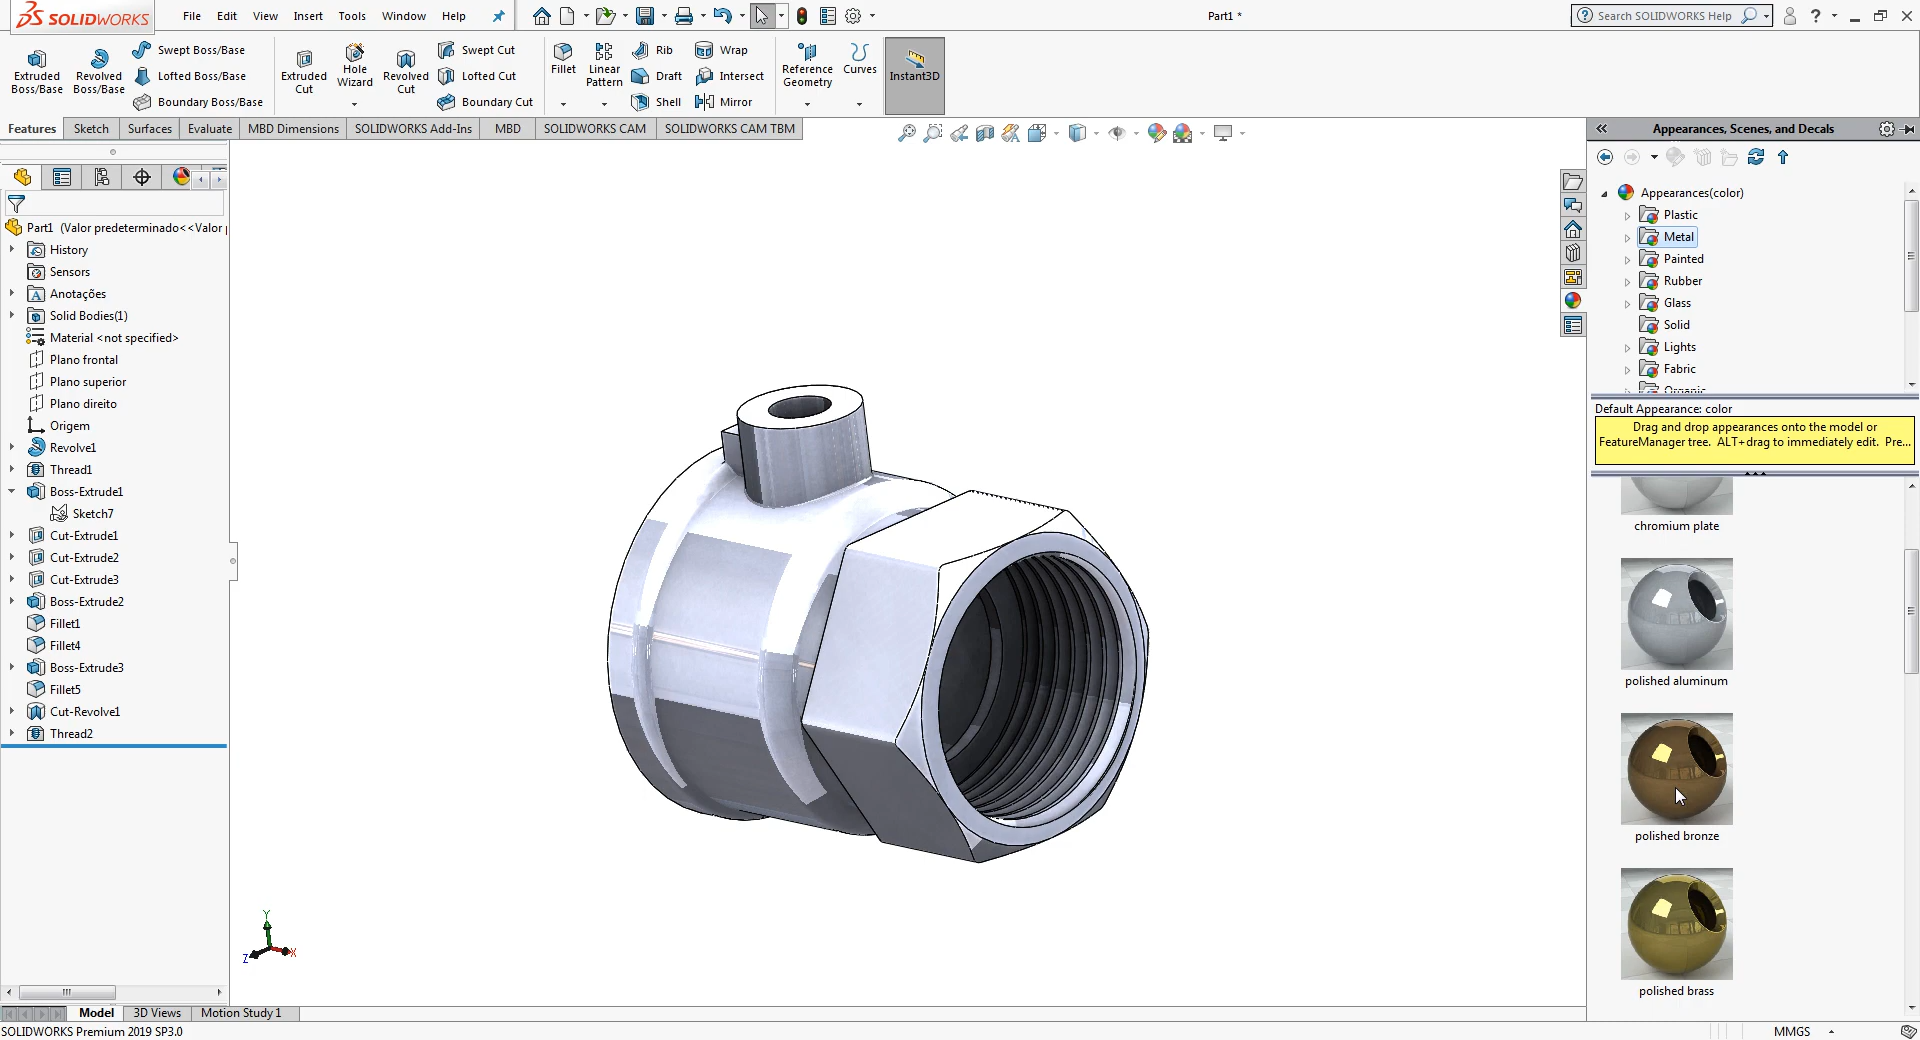 SOLIDWORKS
File Edit View Insert Tools Window Help
Part1 *
Search SOLIDWORKS Help
Extruded Boss/Base
Revolved Boss/Base
Swept Boss/Base
Lofted Boss/Base
Boundary Boss/Base
Extruded Cut
Hole Wizard
Revolved Cut
Swept Cut
Lofted Cut
Boundary Cut
Fillet
Linear Pattern
Rib
Draft
Shell
Wrap
Intersect
Mirror
Reference Geometry
Curves
Instant3D
Features Sketch Surfaces Evaluate MBD Dimensions SOLIDWORKS Add-Ins MBD SOLIDWORKS CAM SOLIDWORKS CAM TBM
Part1 (Valor predeterminado<<Valor
History
Sensors
Anotações
Solid Bodies(1)
Material <not specified>
Plano frontal
Plano superior
Plano direito
Origem
Revolve1
Thread1
Boss-Extrude1
Sketch7
Cut-Extrude1
Cut-Extrude2
Cut-Extrude3
Boss-Extrude2
Fillet1
Fillet4
Boss-Extrude3
Fillet5
Cut-Revolve1
Thread2
Y
Z
X
Appearances, Scenes, and Decals
Appearances(color)
Plastic
Metal
Painted
Rubber
Glass
Solid
Lights
Fabric
Organic
Default Appearance: color
Drag and drop appearances onto the model or
FeatureManager tree. ALT+drag to immediately edit. Pre...
chromium plate
polished aluminum
polished bronze
polished brass
Model 3D Views Motion Study 1
SOLIDWORKS Premium 2019 SP3.0
MMGS